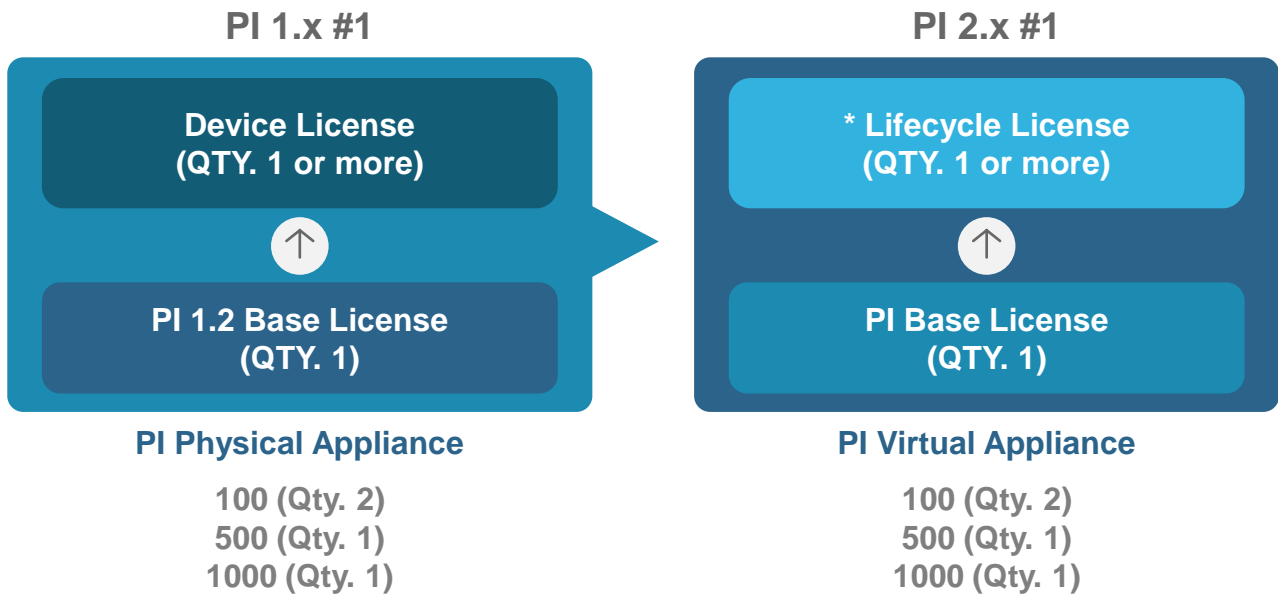 PI 1.x #1
Device License
(QTY. 1 or more)
PI 1.2 Base License
(QTY. 1)
PI Physical Appliance
100 (Qty. 2)
500 (Qty. 1)
1000 (Qty. 1)
PI 2.x #1
* Lifecycle License
(QTY. 1 or more)
PI Base License
(QTY. 1)
PI Virtual Appliance
100 (Qty. 2)
500 (Qty. 1)
1000 (Qty. 1)